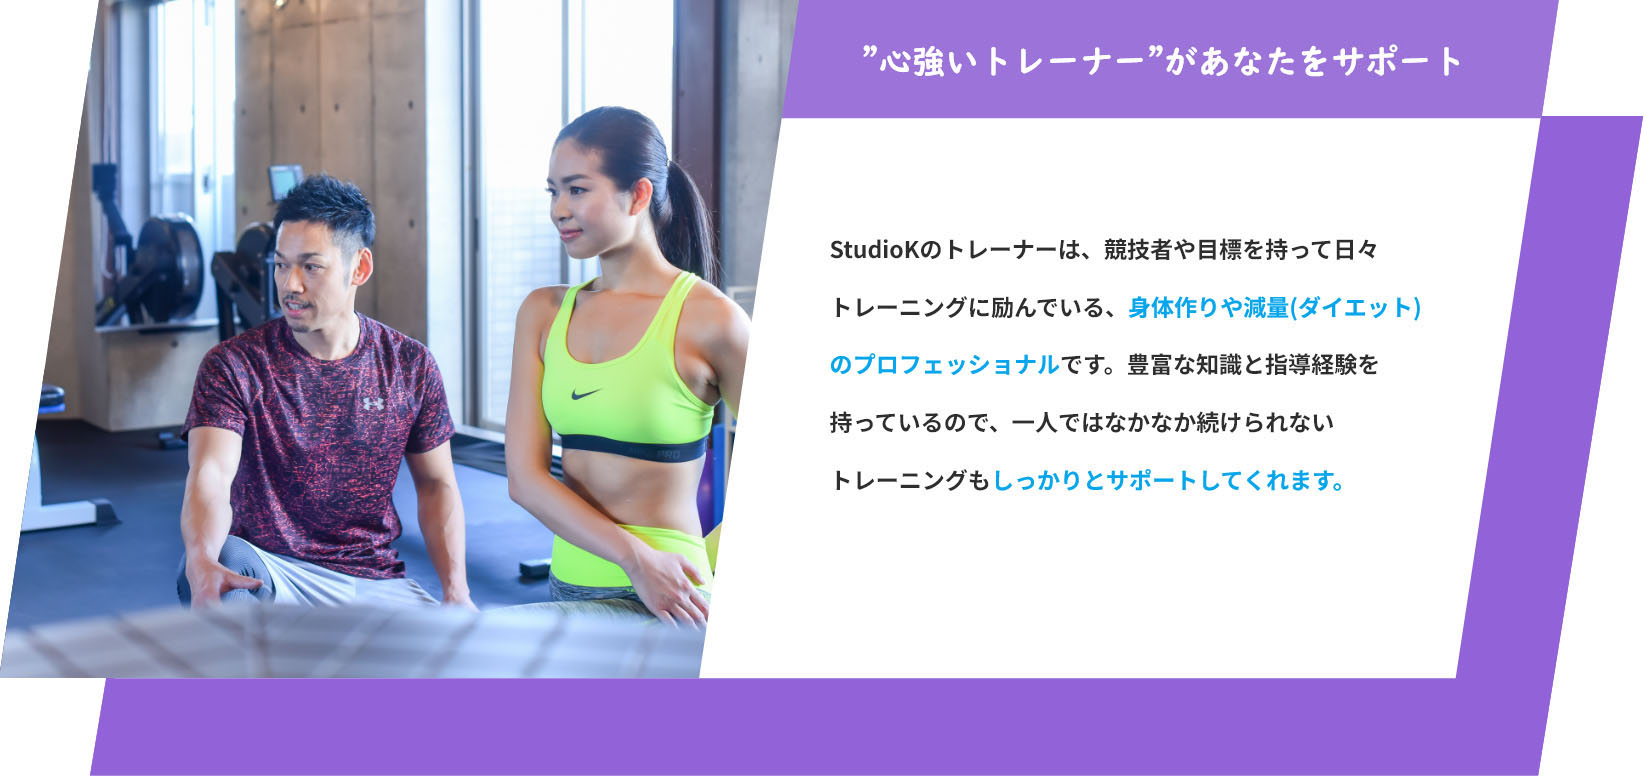 ”心強いトレーナー”があなたをサポート
StudioKのトレーナーは、競技者や目標を持って日々
トレーニングに励んでいる、身体作りや減量(ダイエット)
のプロフェッショナルです。豊富な知識と指導経験を
持っているので、一人ではなかなか続けられない
トレーニングもしっかりとサポートしてくれます。
PRO